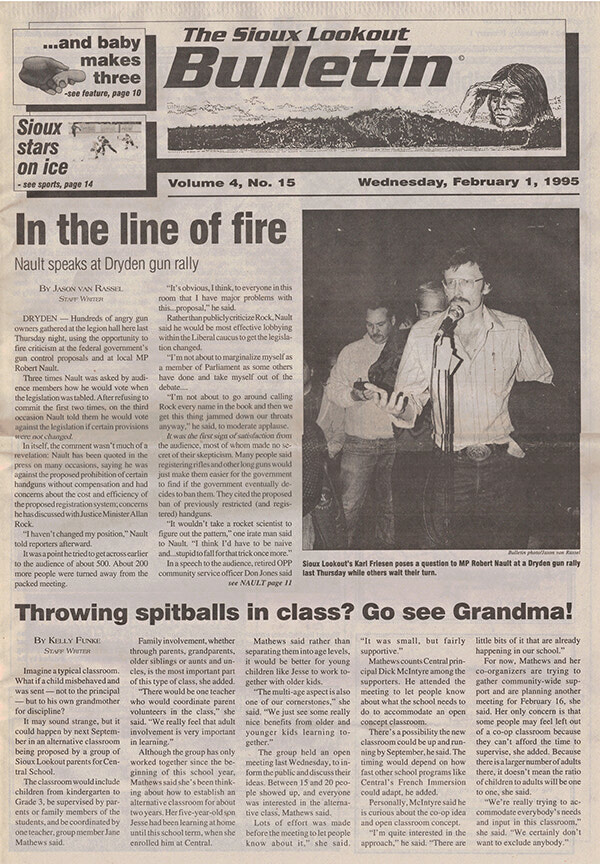 ...and baby
makes
three
-see feature, page 10
Sioux
stars
on ice
- see sports, page 14
The Sioux Lookout
Bulletin
©
Volume 4, No. 15
Wednesday, February 1, 1995
In the line of fire
Nault speaks at Dryden gun rally
BY JASON VAN RASSEL
STAFF WRITER
DRYDEN — Hundreds of angry gun
owners gathered at the legion hall here last
Thursday night, using the opportunity to
fire criticism at the federal government's
gun control proposals and at local MP
Robert Nault.
Three times Nault was asked by audi-
ence members how he would vote when
the legislation was tabled. After refusing to
commit the first two times, on the third
occasion Nault told them he would vote
against the legislation if certain provisions
were not changed.
In itself, the comment wasn't much of a
revelation: Nault has been quoted in the
press on many occasions, saying he was
against the proposed prohibition of certain
handguns without compensation and had
concerns about the cost and efficiency of
the proposed registration system; concerns
he has discussed with Justice Minister Allan
Rock.
"I haven't changed my position," Nault
told reporters afterward.
It was a point he tried to get across earlier
to the audience of about 500. About 200
more people were turned away from the
packed meeting.
"It's obvious, I think, to everyone in this
room that I have major problems with
this...proposal," he said.
Rather than publicly criticize Rock, Nault
said he would be most effective lobbying
within the Liberal caucus to get the legisla-
tion changed.
"I'm not about to marginalize myself as
a member of Parliament as some others
have done and take myself out of the
debate....
"I'm not about to go around calling
Rock every name in the book and then we
get this thing jammed down our throats
anyway," he said, to moderate applause.
It was the first sign of satisfaction from
the audience, most of whom made no se-
cret of their skepticism. Many people said
registering rifles and other long guns would
just make them easier for the government
to find if the government eventually de-
cides to ban them. They cited the proposed
ban of previously restricted (and regis-
tered) handguns.
"It wouldn't take a rocket scientist to
figure out the pattern," one irate man said
to Nault. "I think I'd have to be naive
and...stupid to fall for that trick once more."
In a speech to the audience, retired OPP
community service officer Don Jones said
see NAULT page 11
Bulletin photo/Jason van Rassel
Sioux Lookout's Karl Friesen poses a question to MP Robert Nault at a Dryden gun rally
last Thursday while others wait their turn.
Throwing spitballs in class? Go see Grandma!
BY KELLY FUNKE
STAFF WRITER
Imagine a typical classroom.
What if a child misbehaved and
was sent — not to the principal
— but to his own grandmother
for discipline?
It may sound strange, but it
could happen by next Septem-
ber in an alternative classroom
being proposed by a group of
Sioux Lookout parents for Cen-
tral School.
The classroom would include
children from kindergarten to
Grade 3, be supervised by par-
ents or family members of the
students, and be coordinated by
one teacher, group member Jane
Mathews said.
Family involvement, whether
through parents, grandparents,
older siblings or aunts and un-
cles, is the most important part
of this type of class, she added.
"There would be one teacher
who would coordinate parent
volunteers in the class," she
said. "We really feel that adult
involvement is very important
in learning."
Although the group has only
worked together since the be-
ginning of this school year,
Mathews said she's been think-
ing about how to establish an
alternative classroom for about
two years. Her five-year-old son
Jesse had been learning at home
until this school term, when she
enrolled him at Central.
Mathews said rather than
separating them into age levels,
it would be better for young
children like Jesse to work to-
gether with older kids.
"The multi-age aspect is also
one of our cornerstones," she
said. "We just see some really
nice benefits from older and
younger kids learning to-
gether."
The group held an open
meeting last Wednesday, to in-
form the public and discuss their
ideas. Between 15 and 20 peo-
ple showed up, and everyone
was interested in the alterna-
tive class, Mathews said.
Lots of effort was made
before the meeting to let people
know about it," she said.
"It was small, but fairly
supportive."
Mathews counts Central prin-
cipal Dick McIntyre among the
supporters. He attended the
meeting to let people know
about what the school needs to
do to accommodate an open
concept classroom.
There's a possibility the new
classroom could be up and run-
ning by September, he said. The
timing would depend on how
fast other school programs like
Central's French Immersion
could adapt, he added.
Personally, McIntyre said he
is curious about the co-op idea
and open classroom concept.
"I'm quite interested in the
approach," he said. "There are
little bits of it that are already
happening in our school."
For now, Mathews and her
co-organizers are trying to
gather community-wide sup-
port and are planning another
meeting for February 16, she
said. Her only concern is that
some people may feel left out
of a co-op classroom because
they can't afford the time to
supervise, she added. Because
there is a larger number of adults
there, it doesn't mean the ratio
of children to adults will be one
to one, she said.
"We're really trying to ac-
commodate everybody's needs
and input in this classroom,"
she said. "We certainly don't
want to exclude anybody."